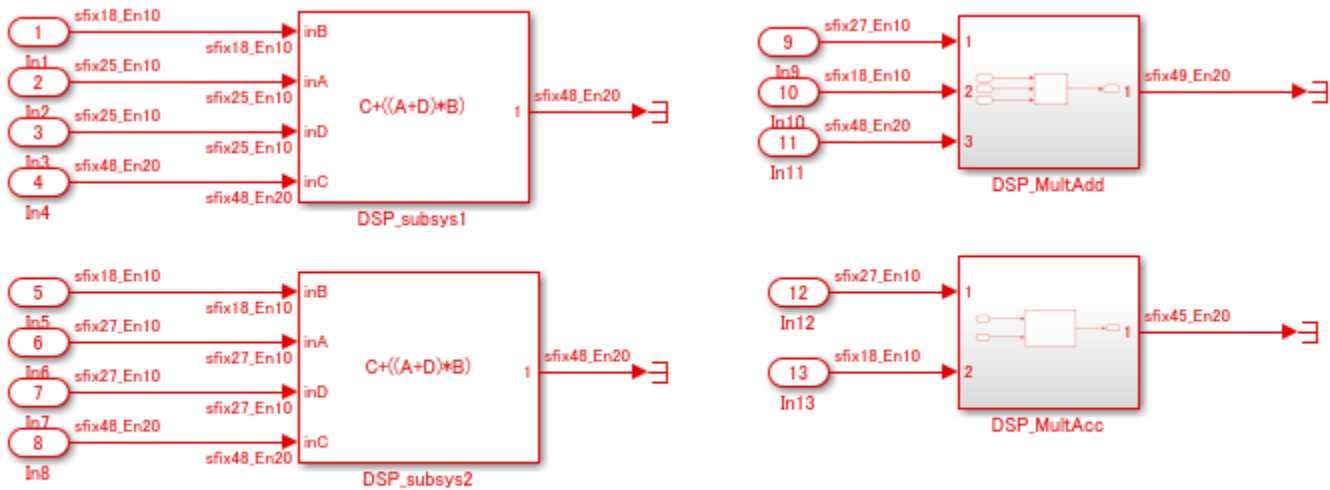 1
In1
sfix18_En10
sfix18_En10
inB
2
In2
sfix25_En10
sfix25_En10
inA
3
In3
sfix25_En10
sfix25_En10
inD
4
In4
sfix48_En20
sfix48_En20
inC
C+((A+D)*B)
1
sfix48_En20
DSP_subsys1
9
In9
sfix27_En10
1
10
In10
sfix18_En10
2
11
In11
sfix48_En20
3
1
sfix49_En20
DSP_MultAdd
5
In5
sfix18_En10
sfix18_En10
inB
6
In6
sfix27_En10
sfix27_En10
inA
7
In7
sfix27_En10
sfix27_En10
inD
8
In8
sfix48_En20
sfix48_En20
inC
C+((A+D)*B)
1
sfix48_En20
DSP_subsys2
12
In12
sfix27_En10
1
13
In13
sfix18_En10
2
1
sfix45_En20
DSP_MultAcc